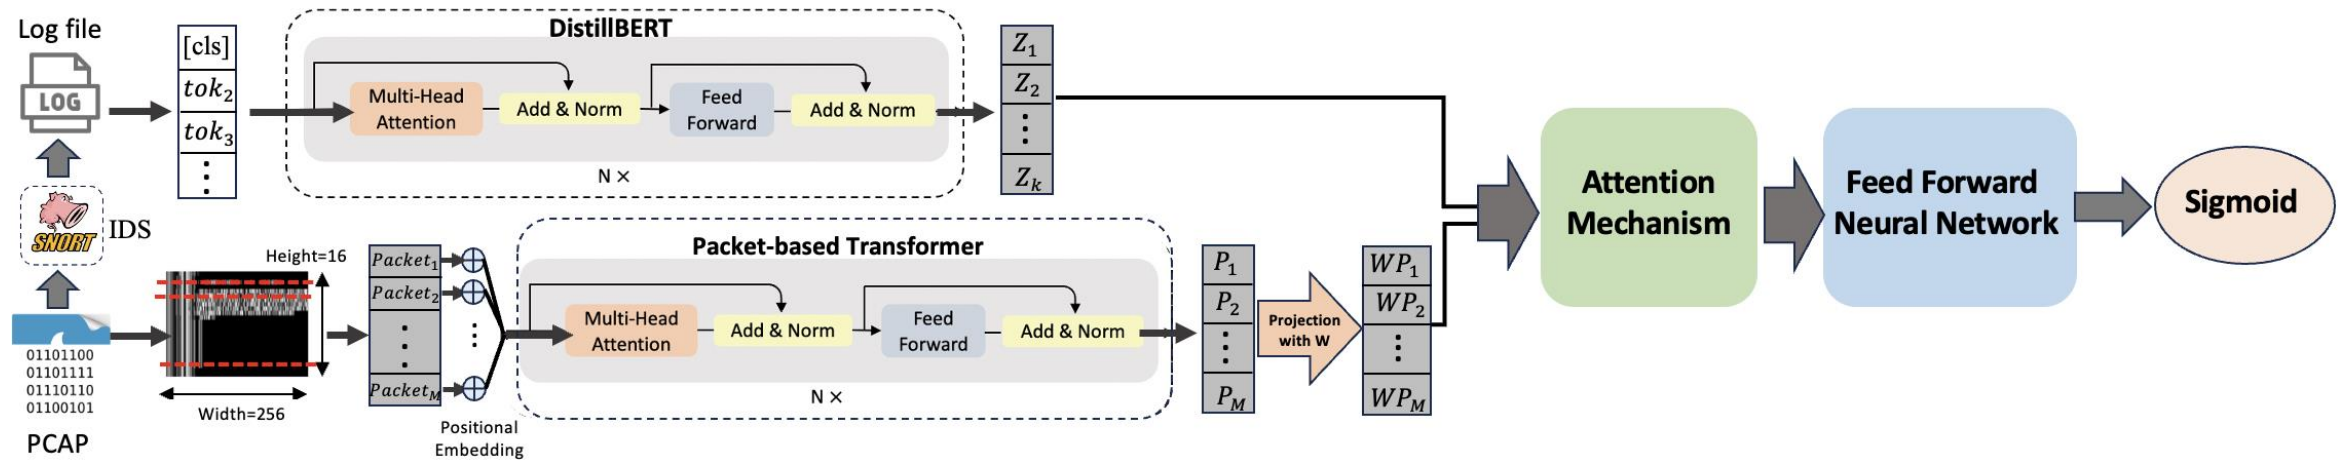 Log file
LOG
SNORT
IDS
01101100
01101111
01110110
01100101
PCAP
[cls]
tok₂
tok₃
⋮
DistillBERT
Multi-Head
Attention
Add & Norm
Feed
Forward
Add & Norm
N ×
Z₁
Z₂
⋮
Zₖ
Height=16
Width=256
Packet₁
Packet₂
⋮
Packet_M
⋮
Positional
Embedding
Packet-based Transformer
Multi-Head
Attention
Add & Norm
Feed
Forward
Add & Norm
N ×
P₁
P₂
⋮
P_M
Projection
with W
WP₁
WP₂
⋮
WP_M
Attention
Mechanism
Feed Forward
Neural Network
Sigmoid